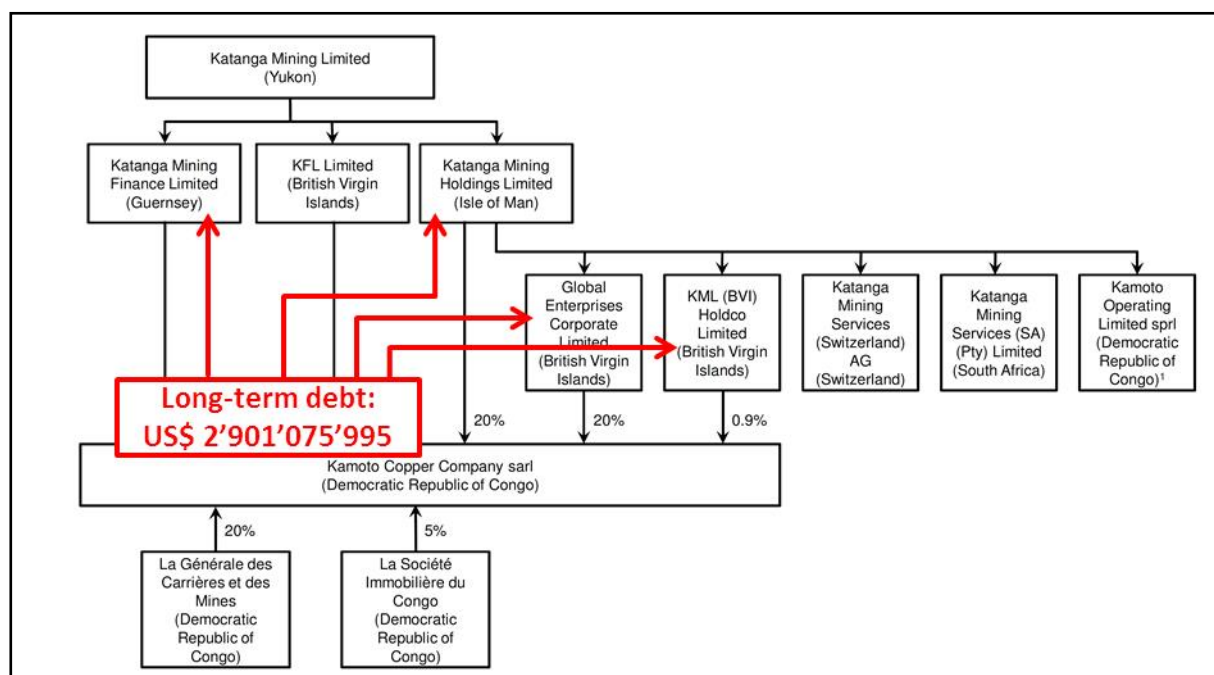 Katanga Mining Limited
(Yukon)
Katanga Mining
Finance Limited
(Guernsey)
KFL Limited
(British Virgin
Islands)
Katanga Mining
Holdings Limited
(Isle of Man)
Global
Enterprises
Corporate
Limited
(British Virgin
Islands)
KML (BVI)
Holdco
Limited
(British Virgin
Islands)
Katanga
Mining
Services
(Switzerland)
AG
(Switzerland)
Katanga
Mining
Services (SA)
(Pty) Limited
(South Africa)
Kamoto
Operating
Limited sprl
(Democratic
Republic of
Congo)¹
Long-term debt:
US$ 2’901’075’995
20%
20%
0.9%
Kamoto Copper Company sarl
(Democratic Republic of Congo)
20%
5%
La Générale des
Carrières et des
Mines
(Democratic
Republic of
Congo)
La Société
Immobilière du
Congo
(Democratic
Republic of
Congo)